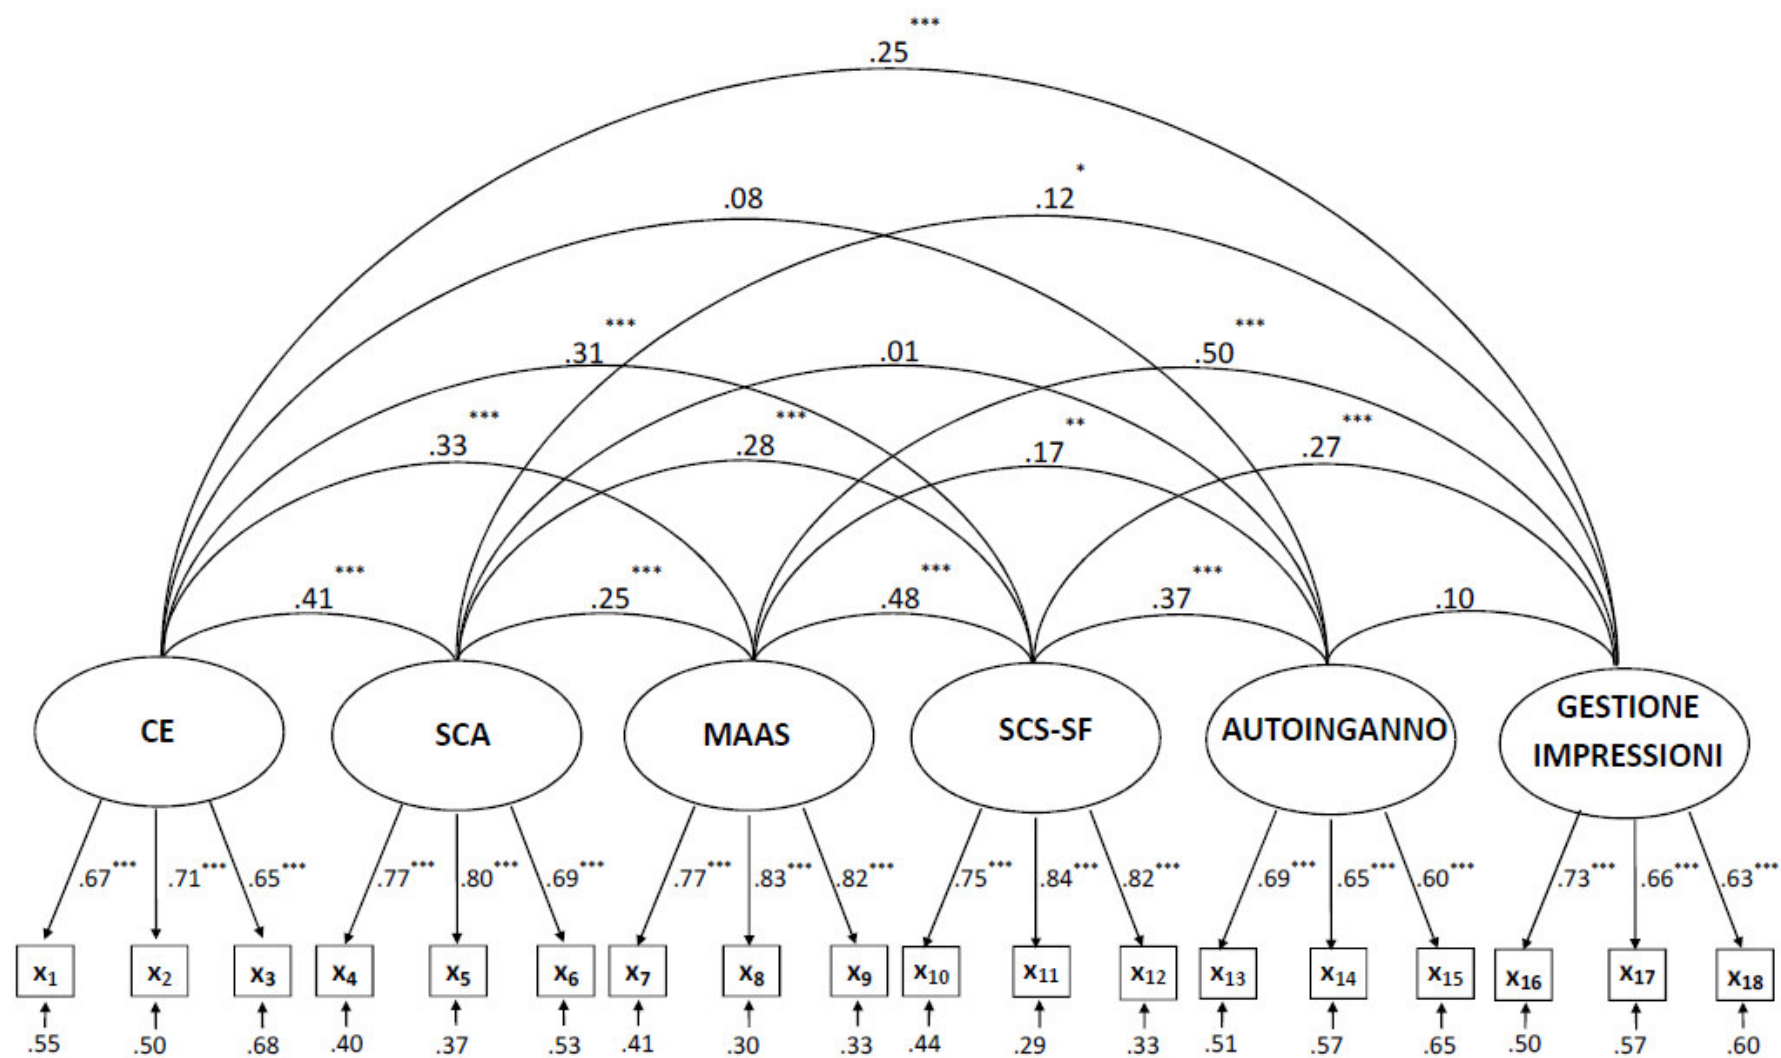 .25***
.08 .12*
.31*** .01 .50***
.33*** .28*** .17** .27***
.41*** .25*** .48*** .37*** .10
CE SCA MAAS SCS-SF AUTOINGANNO GESTIONE
IMPRESSIONI
.67*** .71*** .65*** .77*** .80*** .69*** .77*** .83*** .82*** .75*** .84*** .82*** .69*** .65*** .60*** .73*** .66*** .63***
x1 x2 x3 x4 x5 x6 x7 x8 x9 x10 x11 x12 x13 x14 x15 x16 x17 x18
.55 .50 .68 .40 .37 .53 .41 .30 .33 .44 .29 .33 .51 .57 .65 .50 .57 .60